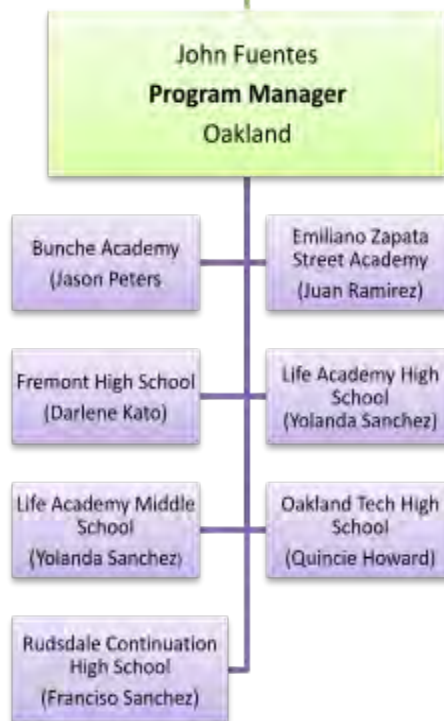 John Fuentes
Program Manager
Oakland
Bunche Academy
(Jason Peters
Emiliano Zapata
Street Academy
(Juan Ramirez)
Fremont High School
(Darlene Kato)
Life Academy High
School
(Yolanda Sanchez)
Life Academy Middle
School
(Yolanda Sanchez)
Oakland Tech High
School
(Quincie Howard)
Rudsdale Continuation
High School
(Franciso Sanchez)